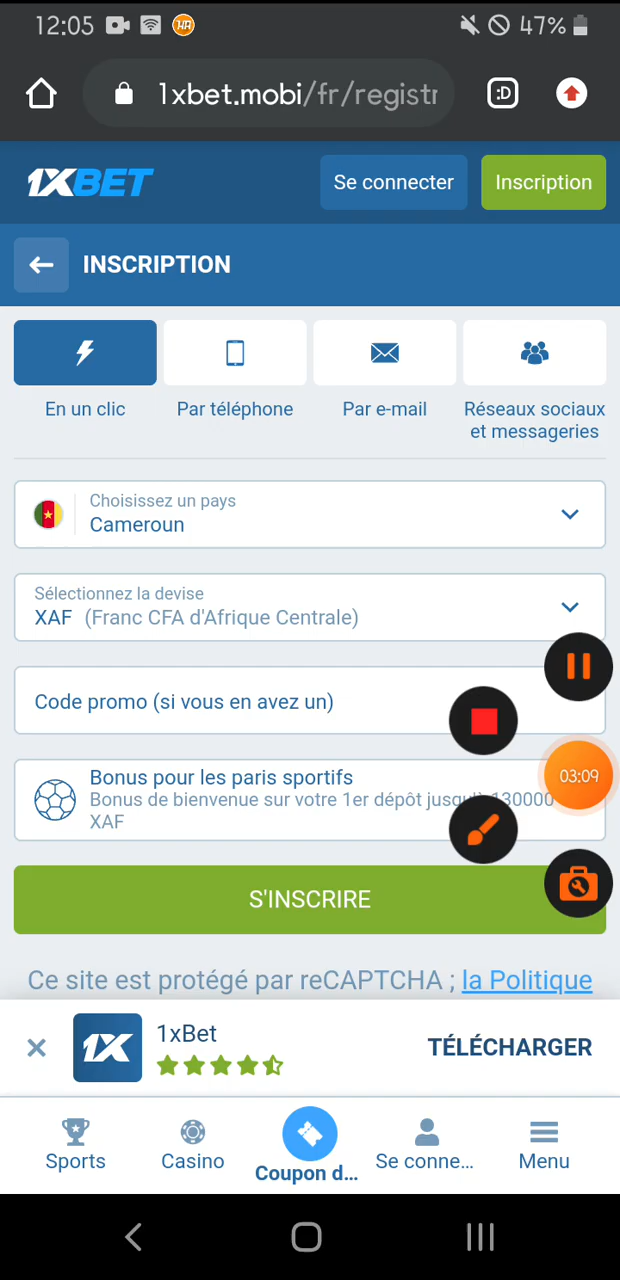 12:05
47%
1xbet.mobi/fr/registr
:D
1XBET
Se connecter
Inscription
INSCRIPTION
En un clic
Par téléphone
Par e-mail
Réseaux sociaux
et messageries
Choisissez un pays
Cameroun
Sélectionnez la devise
XAF (Franc CFA d'Afrique Centrale)
Code promo (si vous en avez un)
Bonus pour les paris sportifs
03:09
Bonus de bienvenue sur votre 1er dépôt jusqu'à 130000
XAF
S'INSCRIRE
Ce site est protégé par reCAPTCHA ; la Politique
1X
1xBet
TÉLÉCHARGER
Sports
Casino
Coupon d...
Se conne...
Menu